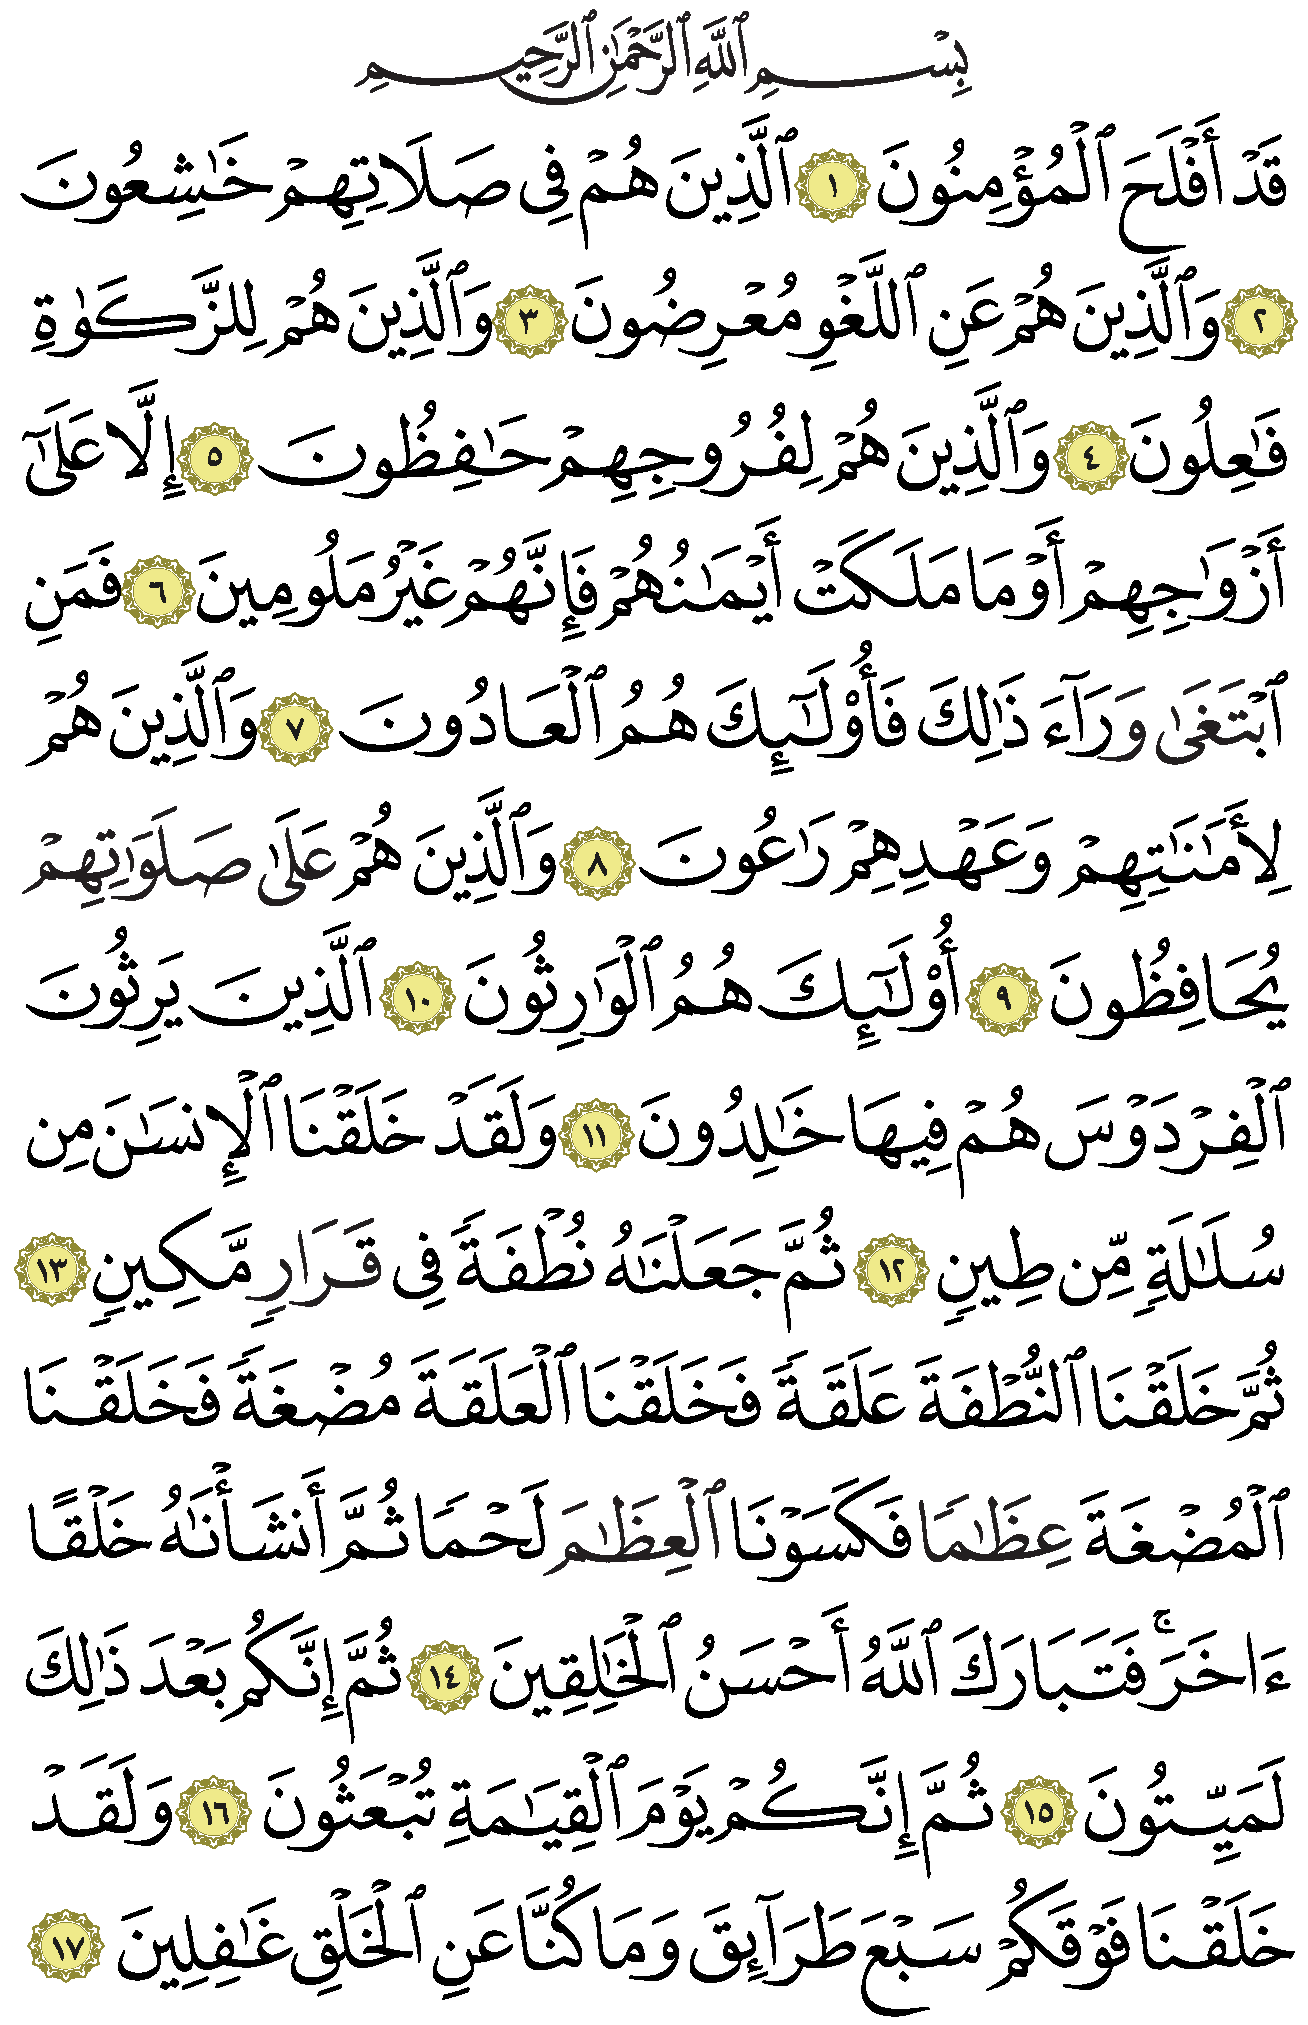 بِسْمِ ٱللَّهِ ٱلرَّحْمَٰنِ ٱلرَّحِيمِ
قَدْ أَفْلَحَ ٱلْمُؤْمِنُونَ ١ ٱلَّذِينَ هُمْ فِى صَلَاتِهِمْ خَٰشِعُونَ
٢ وَٱلَّذِينَ هُمْ عَنِ ٱللَّغْوِ مُعْرِضُونَ ٣ وَٱلَّذِينَ هُمْ لِلزَّكَوٰةِ
فَٰعِلُونَ ٤ وَٱلَّذِينَ هُمْ لِفُرُوجِهِمْ حَٰفِظُونَ ٥ إِلَّا عَلَىٰٓ
أَزْوَٰجِهِمْ أَوْ مَا مَلَكَتْ أَيْمَٰنُهُمْ فَإِنَّهُمْ غَيْرُ مَلُومِينَ ٦ فَمَنِ
ٱبْتَغَىٰ وَرَآءَ ذَٰلِكَ فَأُو۟لَٰٓئِكَ هُمُ ٱلْعَادُونَ ٧ وَٱلَّذِينَ هُمْ
لِأَمَٰنَٰتِهِمْ وَعَهْدِهِمْ رَٰعُونَ ٨ وَٱلَّذِينَ هُمْ عَلَىٰ صَلَوَٰتِهِمْ
يُحَافِظُونَ ٩ أُو۟لَٰٓئِكَ هُمُ ٱلْوَٰرِثُونَ ١٠ ٱلَّذِينَ يَرِثُونَ
ٱلْفِرْدَوْسَ هُمْ فِيهَا خَٰلِدُونَ ١١ وَلَقَدْ خَلَقْنَا ٱلْإِنسَٰنَ مِن
سُلَٰلَةٍ مِّن طِينٍ ١٢ ثُمَّ جَعَلْنَٰهُ نُطْفَةً فِى قَرَارٍ مَّكِينٍ ١٣
ثُمَّ خَلَقْنَا ٱلنُّطْفَةَ عَلَقَةً فَخَلَقْنَا ٱلْعَلَقَةَ مُضْغَةً فَخَلَقْنَا
ٱلْمُضْغَةَ عِظَٰمًا فَكَسَوْنَا ٱلْعِظَٰمَ لَحْمًا ثُمَّ أَنشَأْنَٰهُ خَلْقًا
ءَاخَرَ ۚ فَتَبَارَكَ ٱللَّهُ أَحْسَنُ ٱلْخَٰلِقِينَ ١٤ ثُمَّ إِنَّكُم بَعْدَ ذَٰلِكَ
لَمَيِّتُونَ ١٥ ثُمَّ إِنَّكُمْ يَوْمَ ٱلْقِيَٰمَةِ تُبْعَثُونَ ١٦ وَلَقَدْ
خَلَقْنَا فَوْقَكُمْ سَبْعَ طَرَآئِقَ وَمَا كُنَّا عَنِ ٱلْخَلْقِ غَٰفِلِينَ ١٧